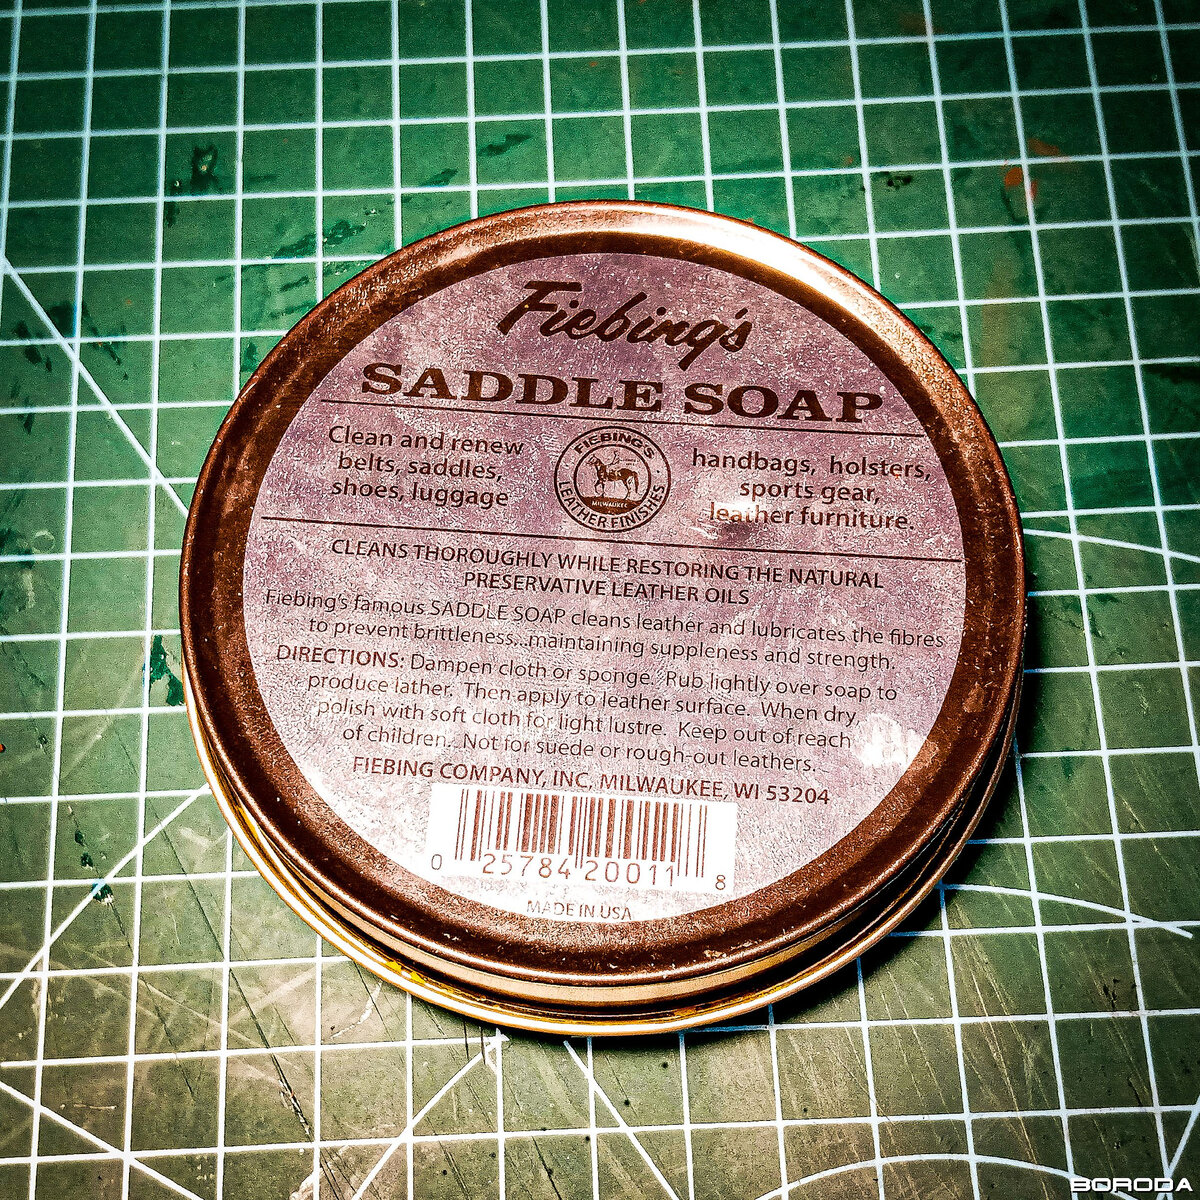 Fiebing's
SADDLE SOAP
Clean and renew
belts, saddles,
shoes, luggage
FIEBING'S
MILWAUKEE
LEATHER FINISHES
handbags, holsters,
sports gear,
leather furniture.
CLEANS THOROUGHLY WHILE RESTORING THE NATURAL
PRESERVATIVE LEATHER OILS
Fiebing's famous SADDLE SOAP cleans leather and lubricates the fibres
to prevent brittleness...maintaining suppleness and strength.
DIRECTIONS: Dampen cloth or sponge. Rub lightly over soap to
produce lather. Then apply to leather surface. When dry,
polish with soft cloth for light lustre. Keep out of reach
of children. Not for suede or rough-out leathers.
FIEBING COMPANY, INC, MILWAUKEE, WI 53204
0 25784 20011 8
MADE IN USA
BORODA